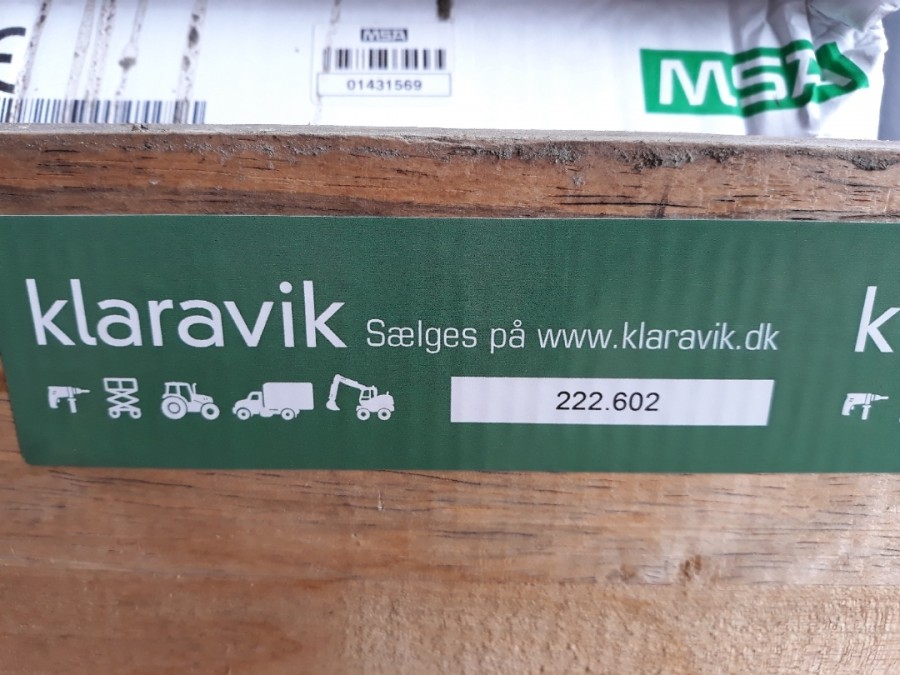 MSA
01431569
MSA
klaravik Sælges på www.klaravik.dk
222.602